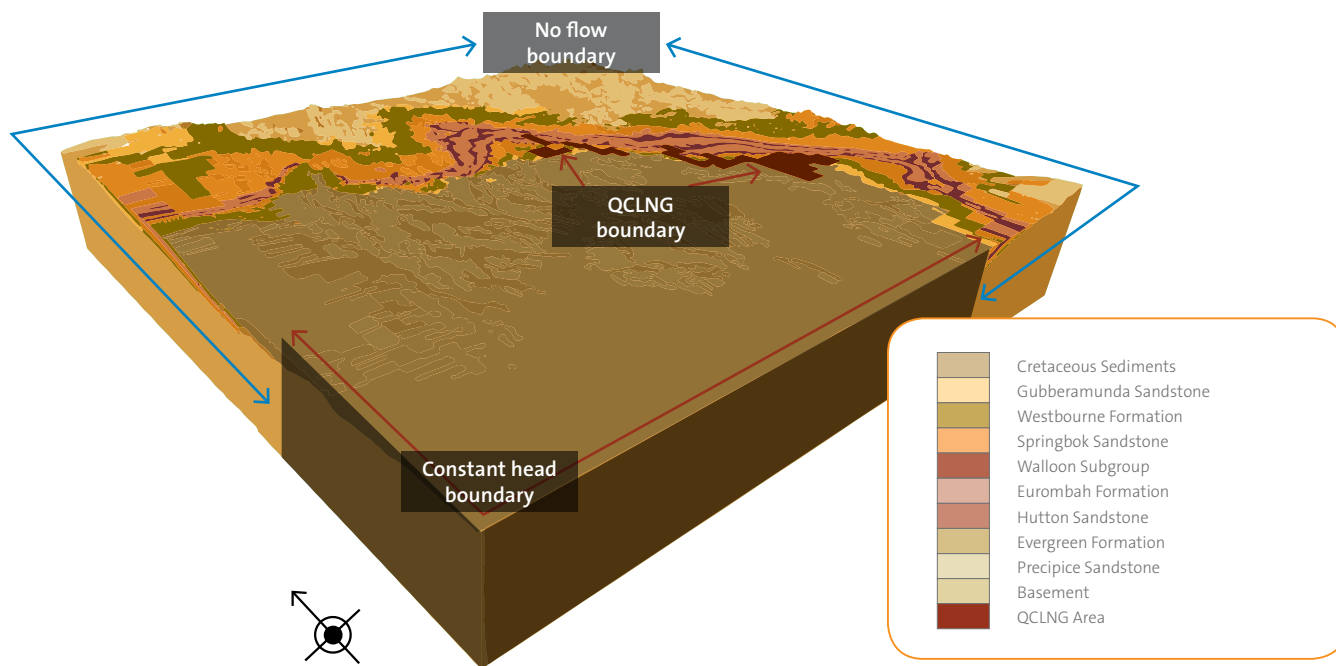 No flow
boundary
QCLNG
boundary
Constant head
boundary
Cretaceous Sediments
Gubberamunda Sandstone
Westbourne Formation
Springbok Sandstone
Walloon Subgroup
Eurombah Formation
Hutton Sandstone
Evergreen Formation
Precipice Sandstone
Basement
QCLNG Area